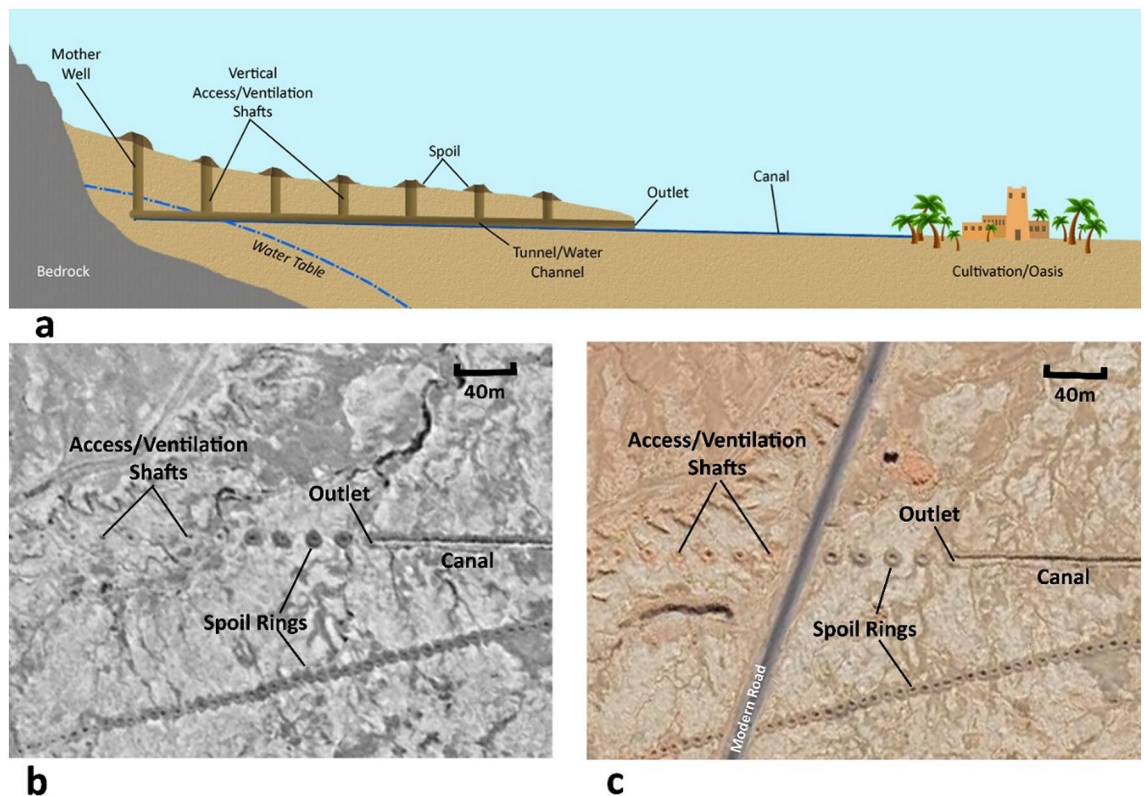 Mother
Well
Vertical
Access/Ventilation
Shafts
Spoil
Outlet
Canal
Tunnel/Water
Channel
Water Table
Bedrock
Cultivation/Oasis
a
40m
Access/Ventilation
Shafts
Outlet
Canal
Spoil Rings
b
40m
Access/Ventilation
Shafts
Outlet
Canal
Spoil Rings
Modern Road
c